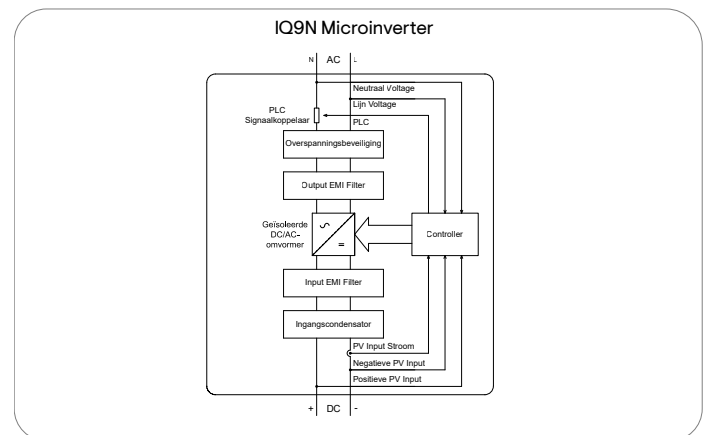 IQ9N Microinverter
N AC L
Neutraal Voltage
Lijn Voltage
PLC
Signaalkoppelaar
PLC
Overspanningsbeveiliging
Output EMI Filter
Geïsoleerde
DC/AC-
omvormer
=
Controller
Input EMI Filter
Ingangscondensator
PV Input Stroom
Negatieve PV Input
Positieve PV Input
+ DC -